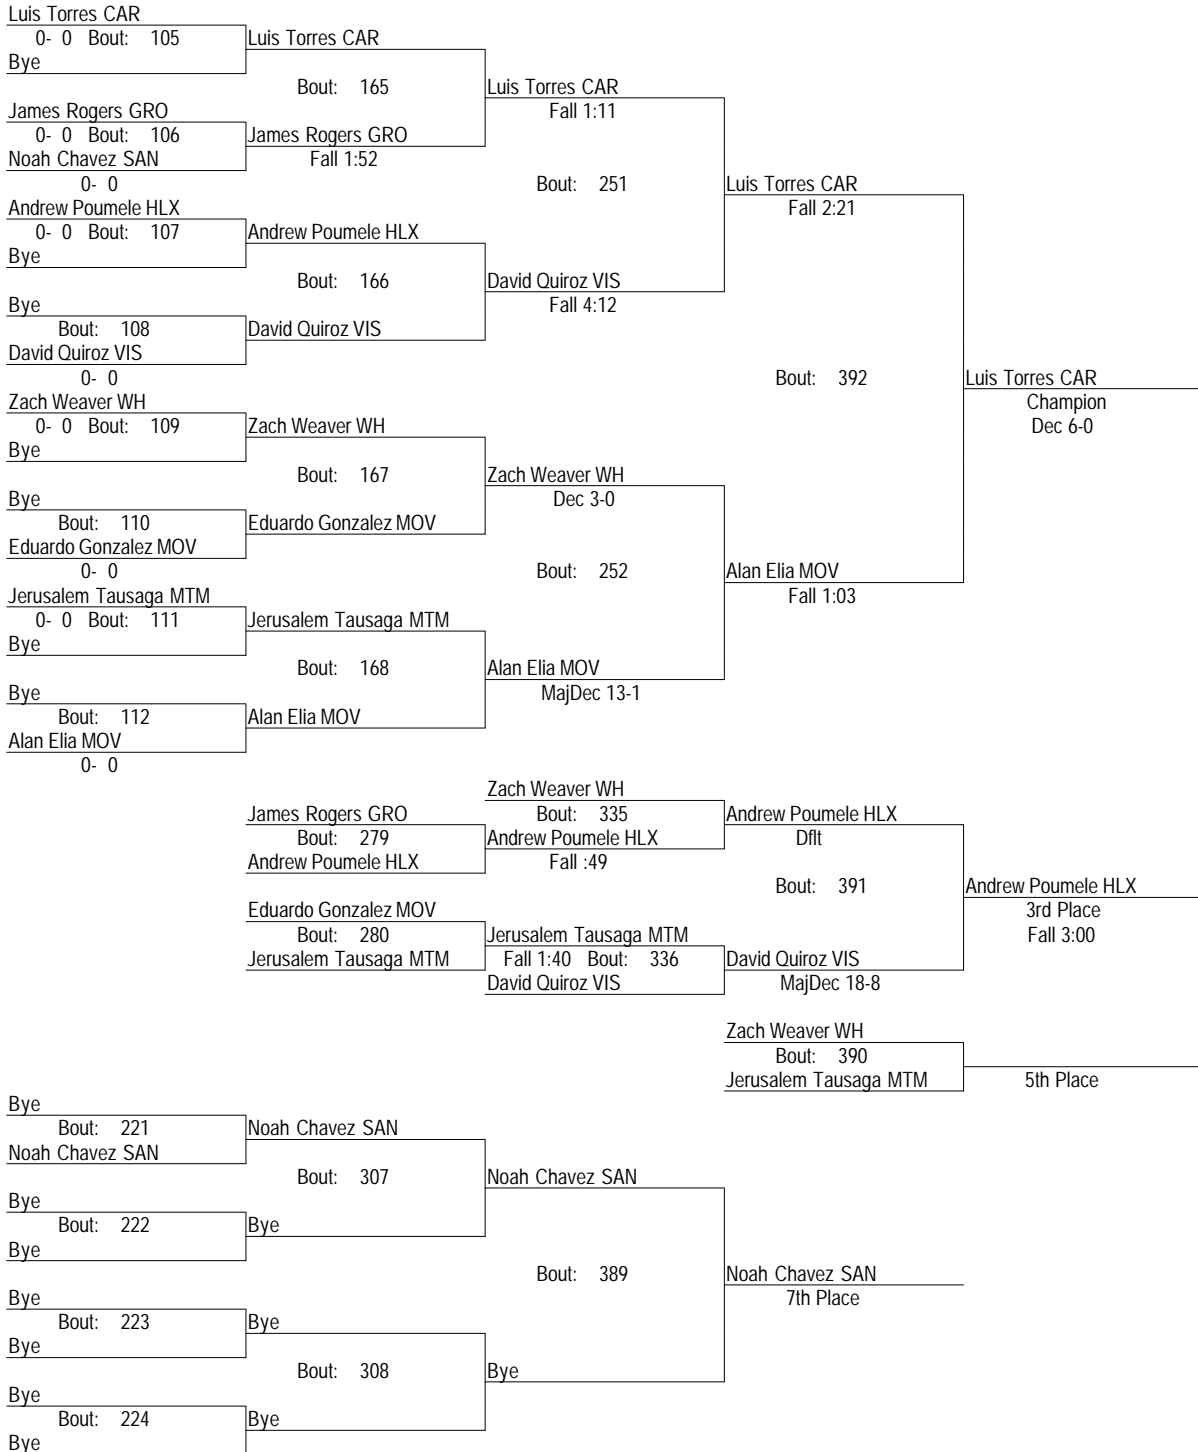 Luis Torres CAR
0- 0 Bout: 105 Luis Torres CAR
Bye
Bout: 165 Luis Torres CAR
James Rogers GRO Fall 1:11
0- 0 Bout: 106 James Rogers GRO
Noah Chavez SAN Fall 1:52
0- 0 Bout: 251 Luis Torres CAR
Andrew Poumele HLX Fall 2:21
0- 0 Bout: 107 Andrew Poumele HLX
Bye
Bout: 166 David Quiroz VIS
Bye Fall 4:12
Bout: 108 David Quiroz VIS
David Quiroz VIS
0- 0 Bout: 392 Luis Torres CAR
Zach Weaver WH Champion
0- 0 Bout: 109 Zach Weaver WH Dec 6-0
Bye
Bout: 167 Zach Weaver WH
Bye Dec 3-0
Bout: 110 Eduardo Gonzalez MOV
Eduardo Gonzalez MOV
0- 0 Bout: 252 Alan Elia MOV
Jerusalem Tausaga MTM Fall 1:03
0- 0 Bout: 111 Jerusalem Tausaga MTM
Bye
Bout: 168 Alan Elia MOV
Bye MajDec 13-1
Bout: 112 Alan Elia MOV
Alan Elia MOV
0- 0
Zach Weaver WH
James Rogers GRO Bout: 335 Andrew Poumele HLX
Bout: 279 Andrew Poumele HLX Dflt
Andrew Poumele HLX Fall :49
Bout: 391 Andrew Poumele HLX
Eduardo Gonzalez MOV 3rd Place
Bout: 280 Jerusalem Tausaga MTM Fall 3:00
Jerusalem Tausaga MTM Fall 1:40 Bout: 336 David Quiroz VIS
David Quiroz VIS MajDec 18-8
Zach Weaver WH
Bout: 390
Jerusalem Tausaga MTM 5th Place
Bye
Bout: 221 Noah Chavez SAN
Noah Chavez SAN
Bout: 307 Noah Chavez SAN
Bye
Bout: 222 Bye
Bye
Bout: 389 Noah Chavez SAN
Bye 7th Place
Bout: 223 Bye
Bye
Bout: 308 Bye
Bye
Bout: 224 Bye
Bye